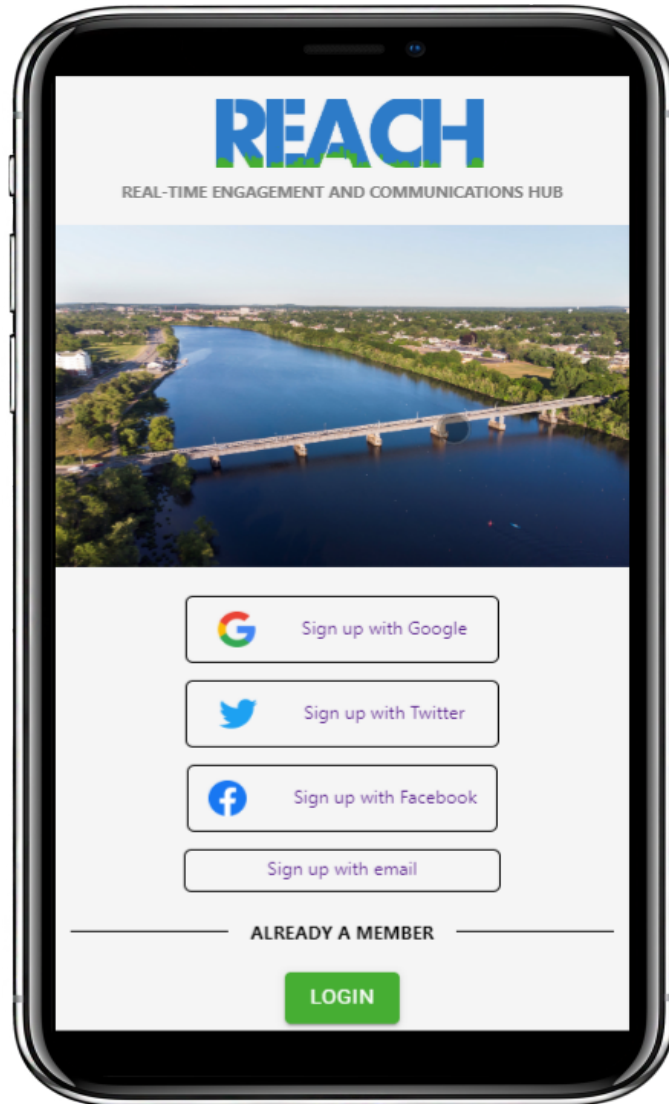 REACH
REAL-TIME ENGAGEMENT AND COMMUNICATIONS HUB
Sign up with Google
Sign up with Twitter
Sign up with Facebook
Sign up with email
ALREADY A MEMBER
LOGIN